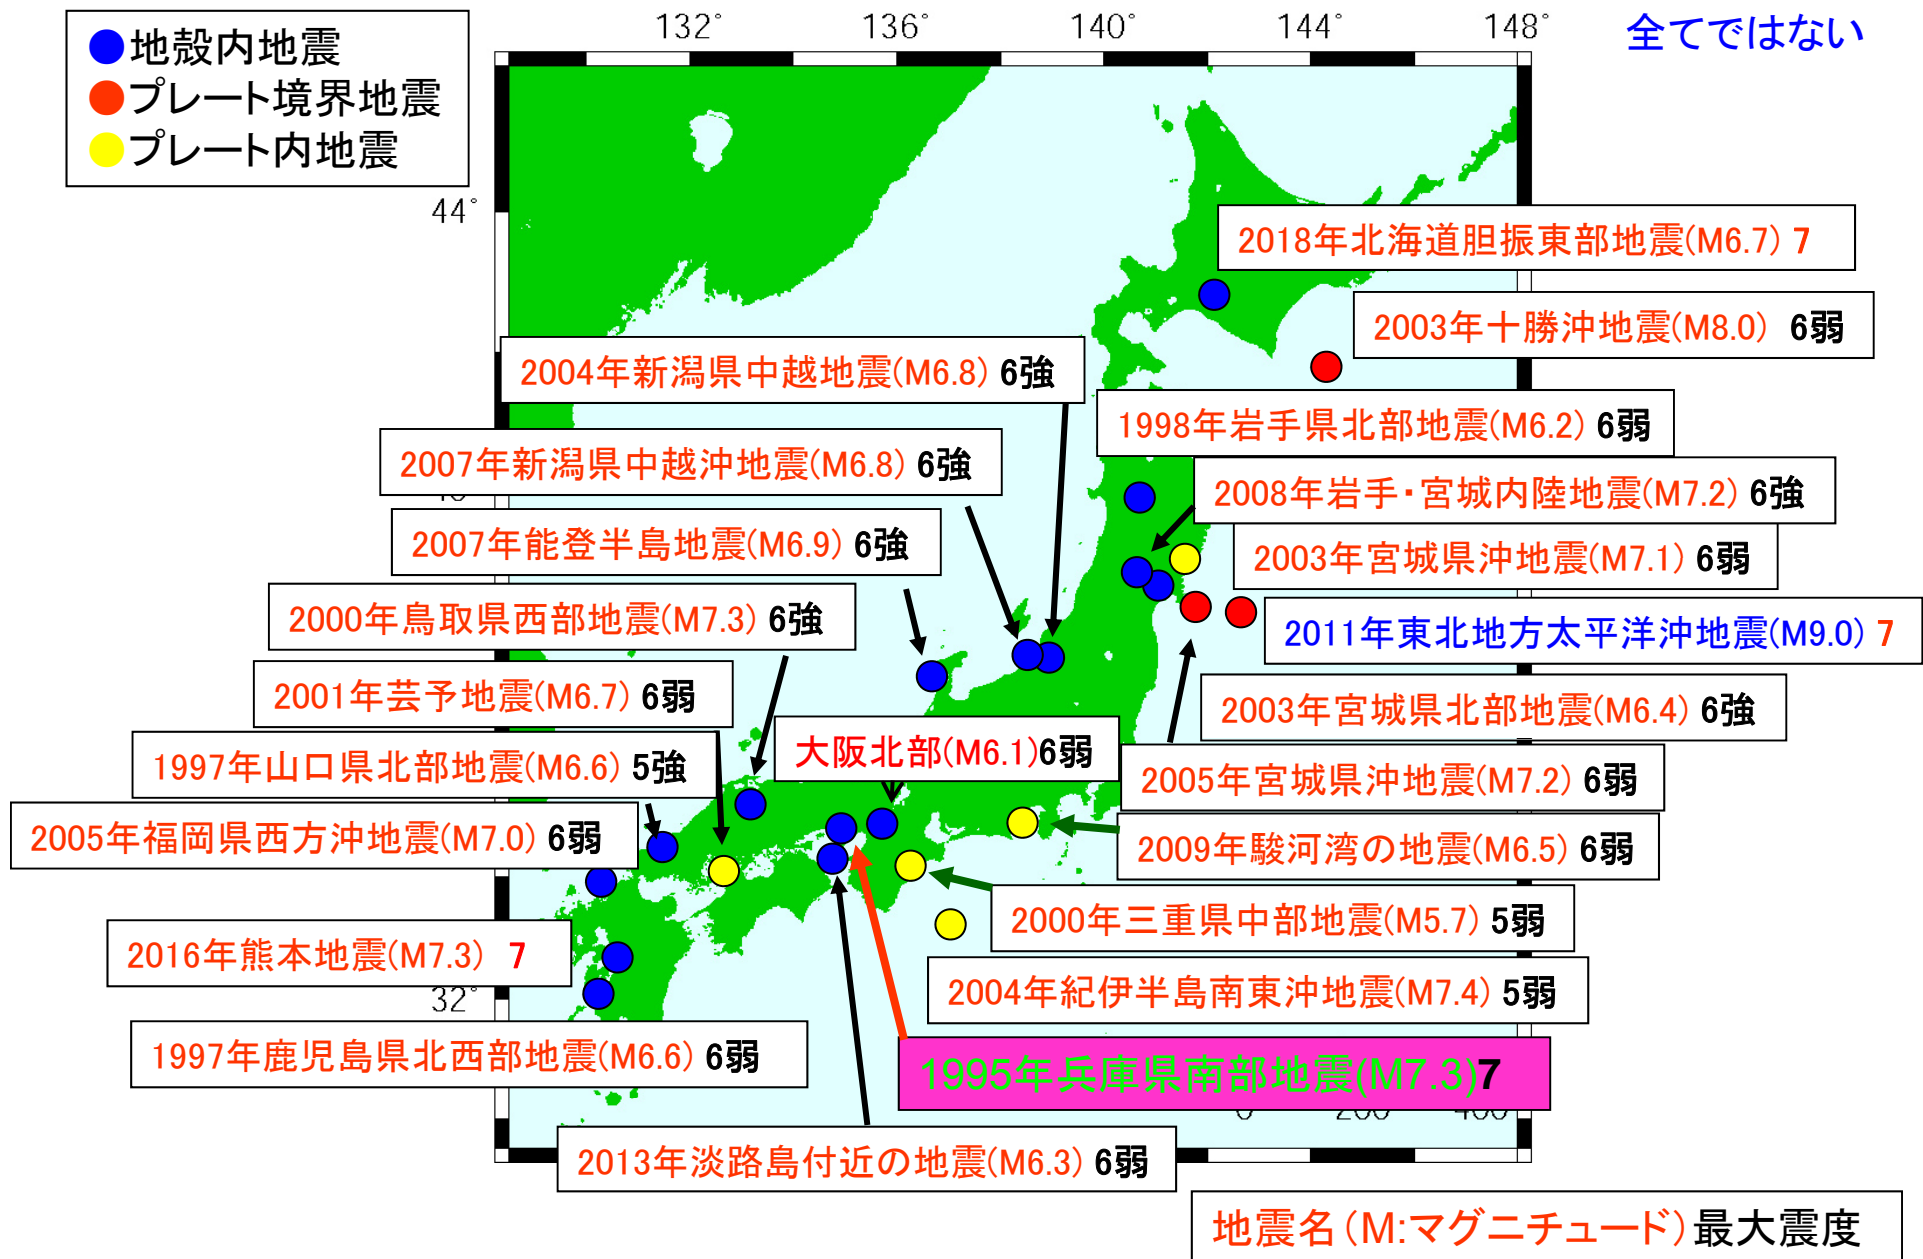 132° 136° 140° 144° 148°
全てではない
地殻内地震
プレート境界地震
プレート内地震
44°
2018年北海道胆振東部地震(M6.7) 7
2003年十勝沖地震(M8.0) 6弱
2004年新潟県中越地震(M6.8) 6強
1998年岩手県北部地震(M6.2) 6弱
2007年新潟県中越沖地震(M6.8) 6強
2008年岩手・宮城内陸地震(M7.2) 6強
2007年能登半島地震(M6.9) 6強
2003年宮城県沖地震(M7.1) 6弱
2000年鳥取県西部地震(M7.3) 6強
2011年東北地方太平洋沖地震(M9.0) 7
2001年芸予地震(M6.7) 6弱
2003年宮城県北部地震(M6.4) 6強
大阪北部(M6.1)6弱
1997年山口県北部地震(M6.6) 5強
2005年宮城県沖地震(M7.2) 6弱
2005年福岡県西方沖地震(M7.0) 6弱
2009年駿河湾の地震(M6.5) 6弱
2000年三重県中部地震(M5.7) 5弱
2016年熊本地震(M7.3) 7
2004年紀伊半島南東沖地震(M7.4) 5弱
32°
1997年鹿児島県北西部地震(M6.6) 6弱
1995年兵庫県南部地震(M7.3)7
0 200 400
2013年淡路島付近の地震(M6.3) 6弱
地震名(M:マグニチュード)最大震度